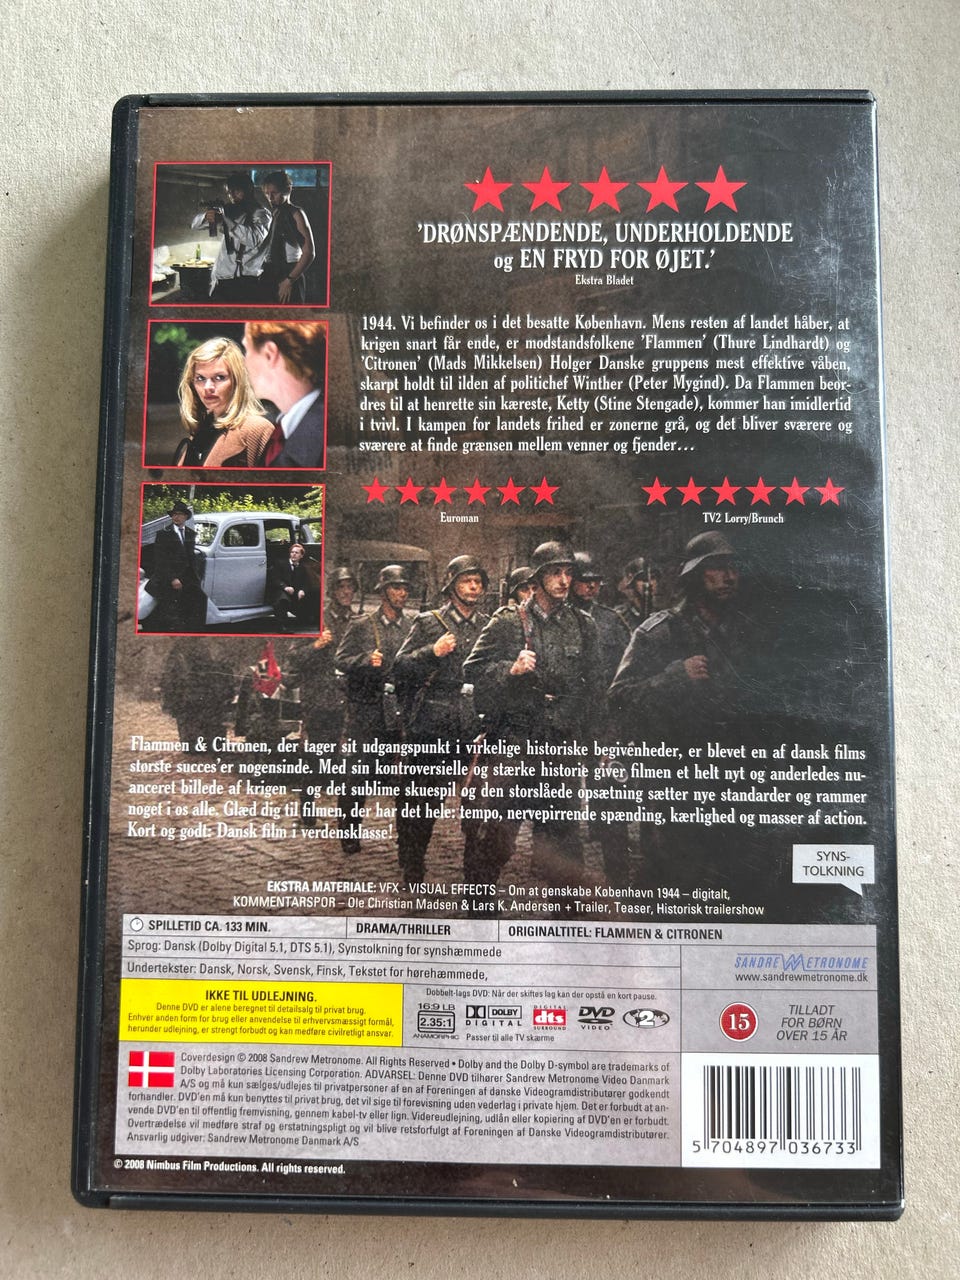 'DRØNSPÆNDENDE, UNDERHOLDENDE
og EN FRYD FOR ØJET.'
Ekstra Bladet
1944. Vi befinder os i det besatte København. Mens resten af landet håber, at
krigen snart får ende, er modstandsfolkene 'Flammen' (Thure Lindhardt) og
'Citronen' (Mads Mikkelsen) Holger Danske gruppens mest effektive våben,
skarpt holdt til ilden af politichef Winther (Peter Mygind). Da Flammen beor-
dres til at henrette sin kæreste, Ketty (Stine Stengade), kommer han imidlertid
i tvivl. I kampen for landets frihed er zonerne grå, og det bliver sværere og
sværere at finde grænsen mellem venner og fjender...
Euroman
TV2 Lorry/Brunch
Flammen & Citronen, der tager sit udgangspunkt i virkelige historiske begivenheder, er blevet en af dansk films
største succes'er nogensinde. Med sin kontroversielle og stærke historie giver filmen et helt nyt og anderledes nu-
anceret billede af krigen – og det sublime skuespil og den storslåede opsætning sætter nye standarder og rammer
noget i os alle. Glæd dig til filmen, der har det hele: tempo, nervepirrende spænding, kærlighed og masser af action.
Kort og godt: Dansk film i verdensklasse!
SYNS-
TOLKNING
EKSTRA MATERIALE: VFX - VISUAL EFFECTS – Om at genskabe København 1944 – digitalt,
KOMMENTARSPOR – Ole Christian Madsen & Lars K. Andersen + Trailer, Teaser, Historisk trailershow
SPILLETID CA. 133 MIN.
DRAMA/THRILLER
ORIGINALTITEL: FLAMMEN & CITRONEN
Sprog: Dansk (Dolby Digital 5.1, DTS 5.1), Synstolkning for synshæmmede
Undertekster: Dansk, Norsk, Svensk, Finsk, Tekstet for hørehæmmede,
SANDREW METRONOME
www.sandrewmetronome.dk
IKKE TIL UDLEJNING.
Denne DVD er alene beregnet til detailsalg til privat brug.
Enhver anden form for brug eller anvendelse til erhvervsmæssigt formål,
herunder udlejning, er strengt forbudt og kan medføre civilretligt ansvar.
Dobbelt-lags DVD: Når der skiftes lag kan der opstå en kort pause.
16:9 LB
2.35:1
ANAMORPHIC
DOLBY
DIGITAL
DIGITAL
dts
SURROUND
DVD
VIDEO
2
Passer til alle TV skærme
15
TILLADT
FOR BØRN
OVER 15 ÅR
Coverdesign © 2008 Sandrew Metronome. All Rights Reserved • Dolby and the Dolby D-symbol are trademarks of
Dolby Laboratories Licensing Corporation. ADVARSEL: Denne DVD tilhører Sandrew Metronome Video Danmark
A/S og må kun sælges/udlejes til privatpersoner af en af Foreningen af danske Videogramdistributører godkendt
forhandler. DVD'en må kun benyttes til privat brug, det vil sige til forevisning uden vederlag i private hjem. Det er forbudt at an-
vende DVD'en til offentlig fremvisning, gennem kabel-tv eller lign. Videreudlejning, udlån eller kopiering af DVD'en er forbudt.
Overtrædelse vil medføre straf og erstatningspligt og vil blive retsforfulgt af Foreningen af Danske Videogramdistributører.
Ansvarlig udgiver: Sandrew Metronome Danmark A/S
5 704897 036733
© 2008 Nimbus Film Productions. All rights reserved.